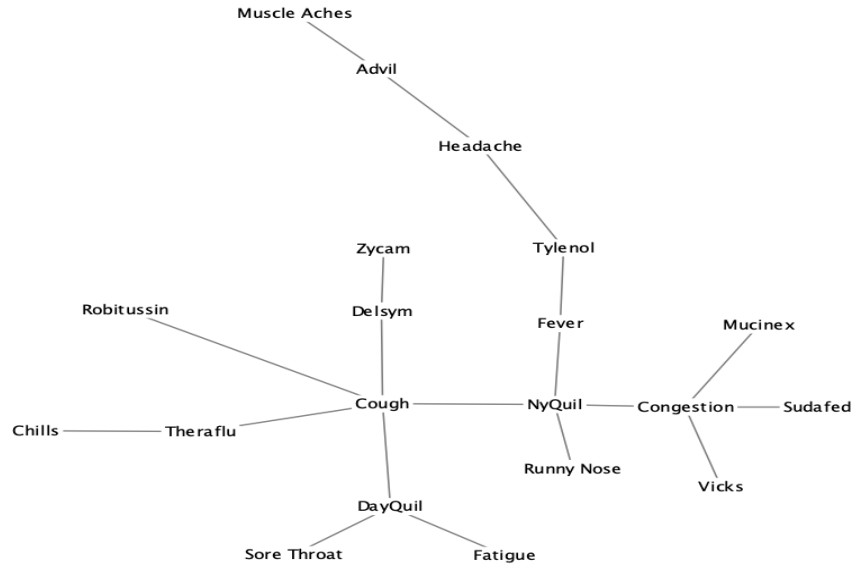 Muscle Aches
Advil
Headache
Zycam
Tylenol
Robitussin
Delsym
Fever
Mucinex
Cough
NyQuil
Congestion
Sudafed
Chills
Theraflu
Runny Nose
Vicks
DayQuil
Sore Throat
Fatigue